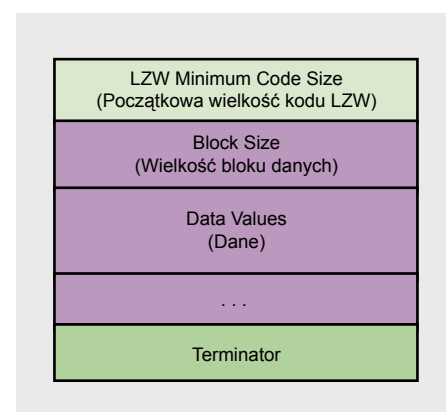 LZW Minimum Code Size
(Początkowa wielkość kodu LZW)
Block Size
(Wielkość bloku danych)
Data Values
(Dane)
. . .
Terminator